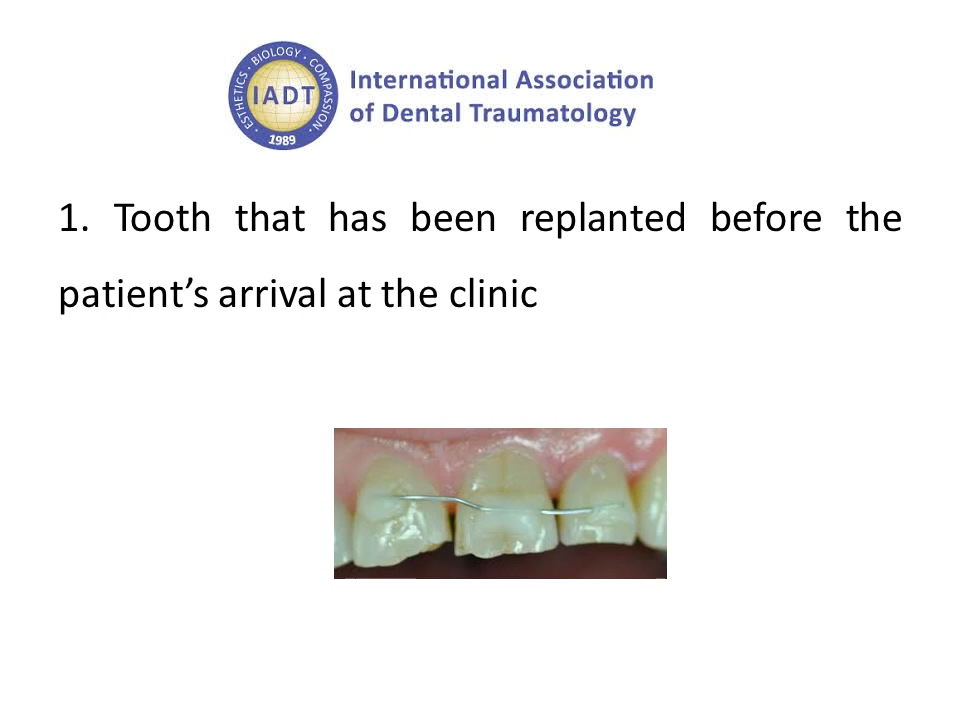 ESTHETICS · BIOLOGY · COMPASSION
IADT
1989
International Association
of Dental Traumatology
1. Tooth that has been replanted before the
patient’s arrival at the clinic